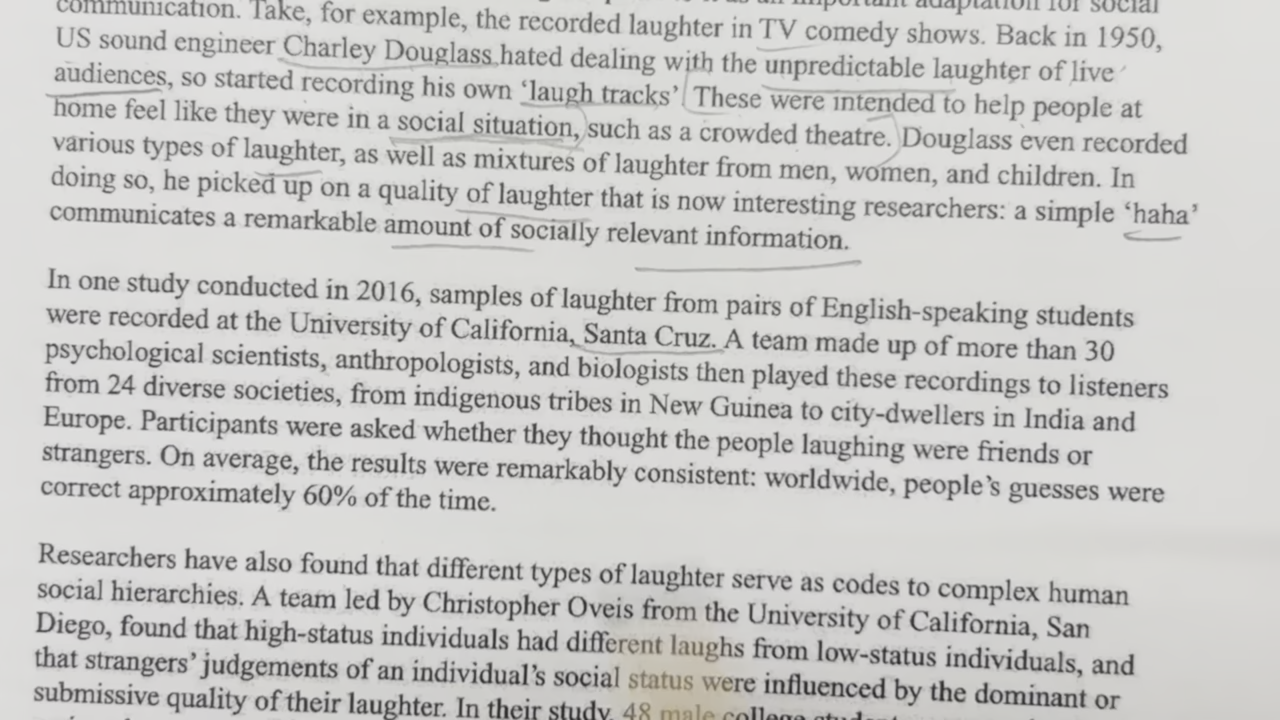 communication. Take, for example, the recorded laughter in TV comedy shows. Back in 1950,
US sound engineer Charley Douglass hated dealing with the unpredictable laughter of live
audiences, so started recording his own ‘laugh tracks’ These were intended to help people at
home feel like they were in a social situation, such as a crowded theatre. Douglass even recorded
various types of laughter, as well as mixtures of laughter from men, women, and children. In
doing so, he picked up on a quality of laughter that is now interesting researchers: a simple ‘haha’
communicates a remarkable amount of socially relevant information.
In one study conducted in 2016, samples of laughter from pairs of English-speaking students
were recorded at the University of California, Santa Cruz. A team made up of more than 30
psychological scientists, anthropologists, and biologists then played these recordings to listeners
from 24 diverse societies, from indigenous tribes in New Guinea to city-dwellers in India and
Europe. Participants were asked whether they thought the people laughing were friends or
strangers. On average, the results were remarkably consistent: worldwide, people’s guesses were
correct approximately 60% of the time.
Researchers have also found that different types of laughter serve as codes to complex human
social hierarchies. A team led by Christopher Oveis from the University of California, San
Diego, found that high-status individuals had different laughs from low-status individuals, and
that strangers’ judgements of an individual’s social status were influenced by the dominant or
submissive quality of their laughter. In their study, 48 male college